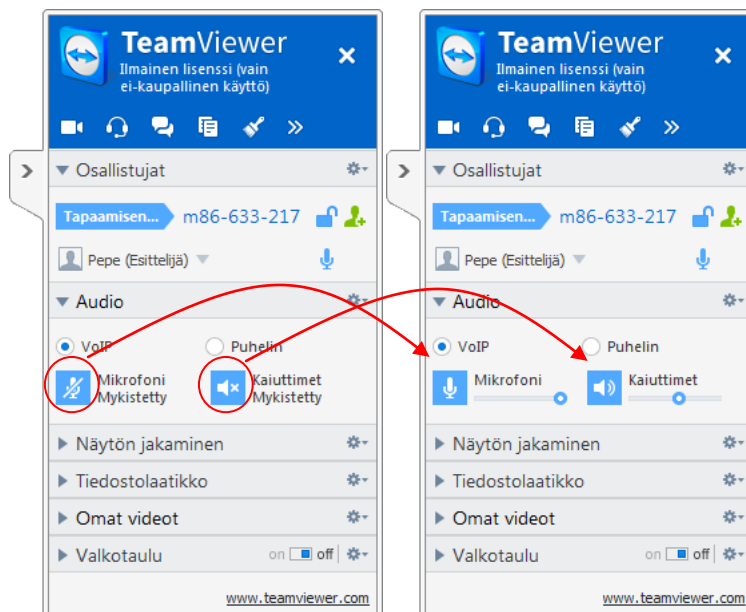 TeamViewer
Ilmainen lisenssi (vain
ei-kaupallinen käyttö)
Osallistujat
Tapaamisen... m86-633-217
Pepe (Esittelijä)
Audio
VoIP Puhelin
Mikrofoni
Mykistetty
Kaiuttimet
Mykistetty
Näytön jakaminen
Tiedostolaatikko
Omat videot
Valkotaulu on off
www.teamviewer.com
TeamViewer
Ilmainen lisenssi (vain
ei-kaupallinen käyttö)
Osallistujat
Tapaamisen... m86-633-217
Pepe (Esittelijä)
Audio
VoIP Puhelin
Mikrofoni Kaiuttimet
Näytön jakaminen
Tiedostolaatikko
Omat videot
Valkotaulu on off
www.teamviewer.com